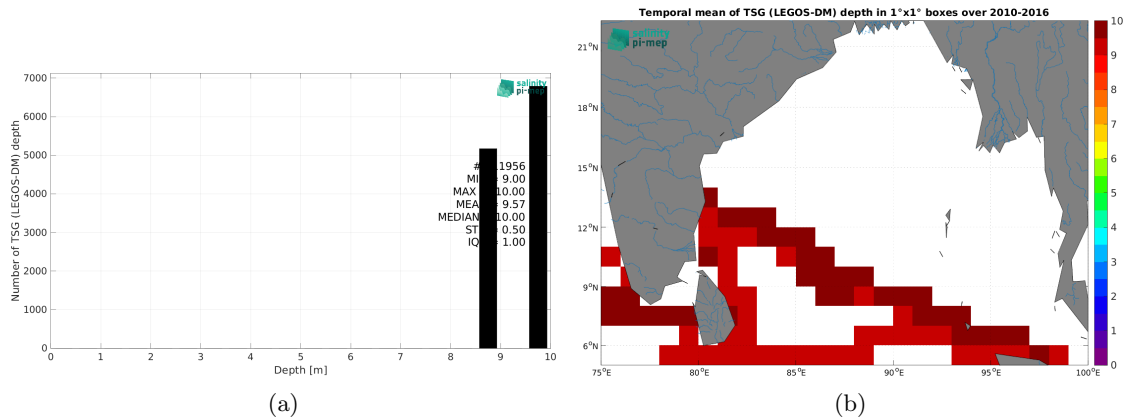 Temporal mean of TSG (LEGOS-DM) depth in 1°x1° boxes over 2010-2016
salinity
pi-mep
7000
6000
5000
4000
3000
2000
1000
0
Number of TSG (LEGOS-DM) depth
9.00
MAX 10.00
9.57
MEDIAN 10.00
0.50
1.00
0 1 2 3 4 5 6 7 8 9 10
Depth [m]
(a)
salinity
pi-mep
21°N
18°N
15°N
12°N
9°N
6°N
75°E 80°E 85°E 90°E 95°E 100°E
10
9
8
7
6
5
4
3
2
1
0
(b)